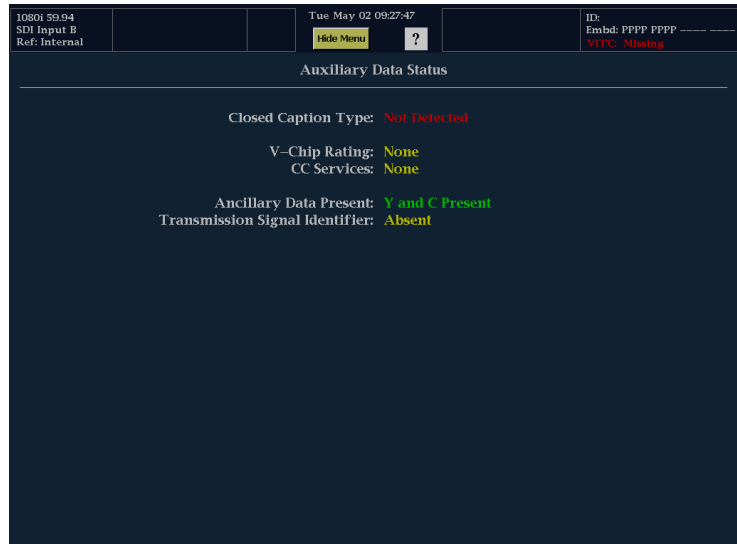 1080i 59.94
SDI Input B
Ref: Internal
Tue May 02 09:27:47
Hide Menu
?
ID:
Embd: PPPP PPPP ---- ----
VITC: Missing
Auxiliary Data Status
Closed Caption Type: Not Detected
V-Chip Rating: None
CC Services: None
Ancillary Data Present: Y and C Present
Transmission Signal Identifier: Absent